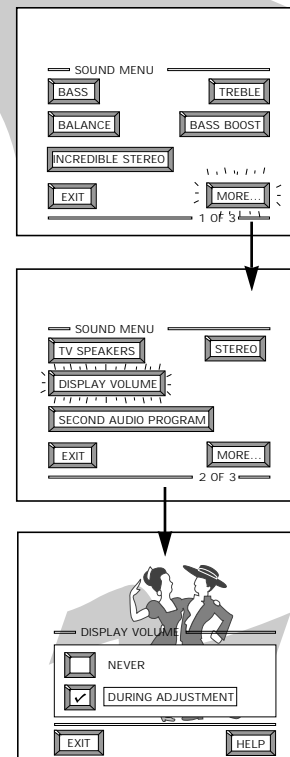 SOUND MENU
BASS TREBLE
BALANCE BASS BOOST
INCREDIBLE STEREO
EXIT MORE...
1 OF 3
SOUND MENU
TV SPEAKERS STEREO
DISPLAY VOLUME
SECOND AUDIO PROGRAM
EXIT MORE...
2 OF 3
DISPLAY VOLUME
NEVER
DURING ADJUSTMENT
EXIT HELP